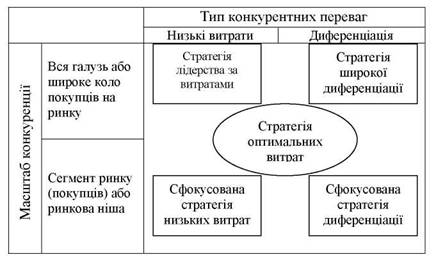 Тип конкурентних переваг
Низькі витрати
Диференціація
Масштаб конкуренції
Вся галузь або
широке коло
покупців на
ринку
Стратегія
лідерства за
витратами
Стратегія
широкої
диференціації
Стратегія
оптимальних
витрат
Сегмент ринку
(покупців) або
ринкова ніша
Сфокусована
стратегія
низьких витрат
Сфокусована
стратегія
диференціації